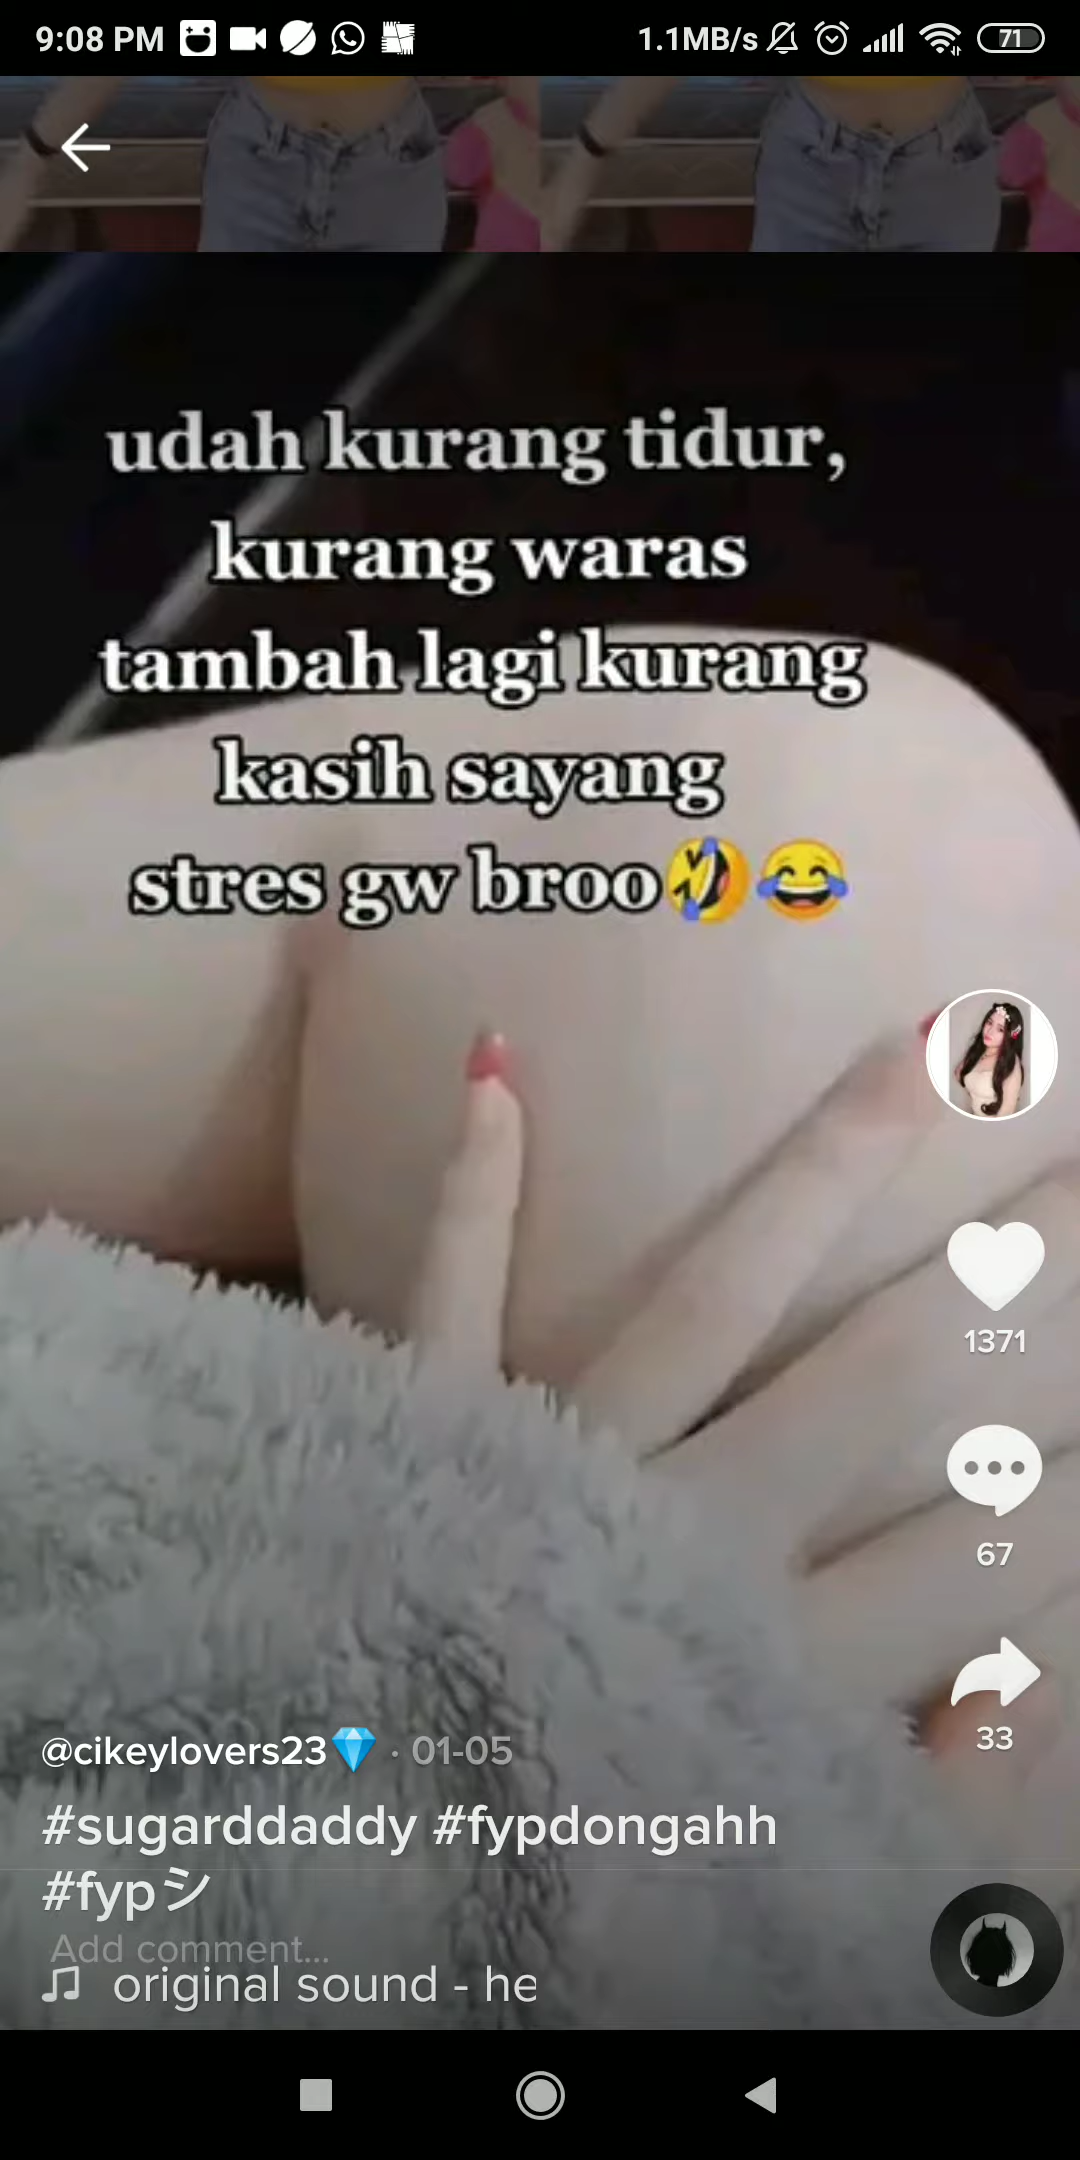 9:08 PM 1.1MB/s 71
udah kurang tidur,
kurang waras
tambah lagi kurang
kasih sayang
stres gw broo🤣😂
1371
67
33
@cikeylovers23💎 · 01-05
#sugarddaddy #fypdongahh
#fypシ
Add comment...
original sound - he